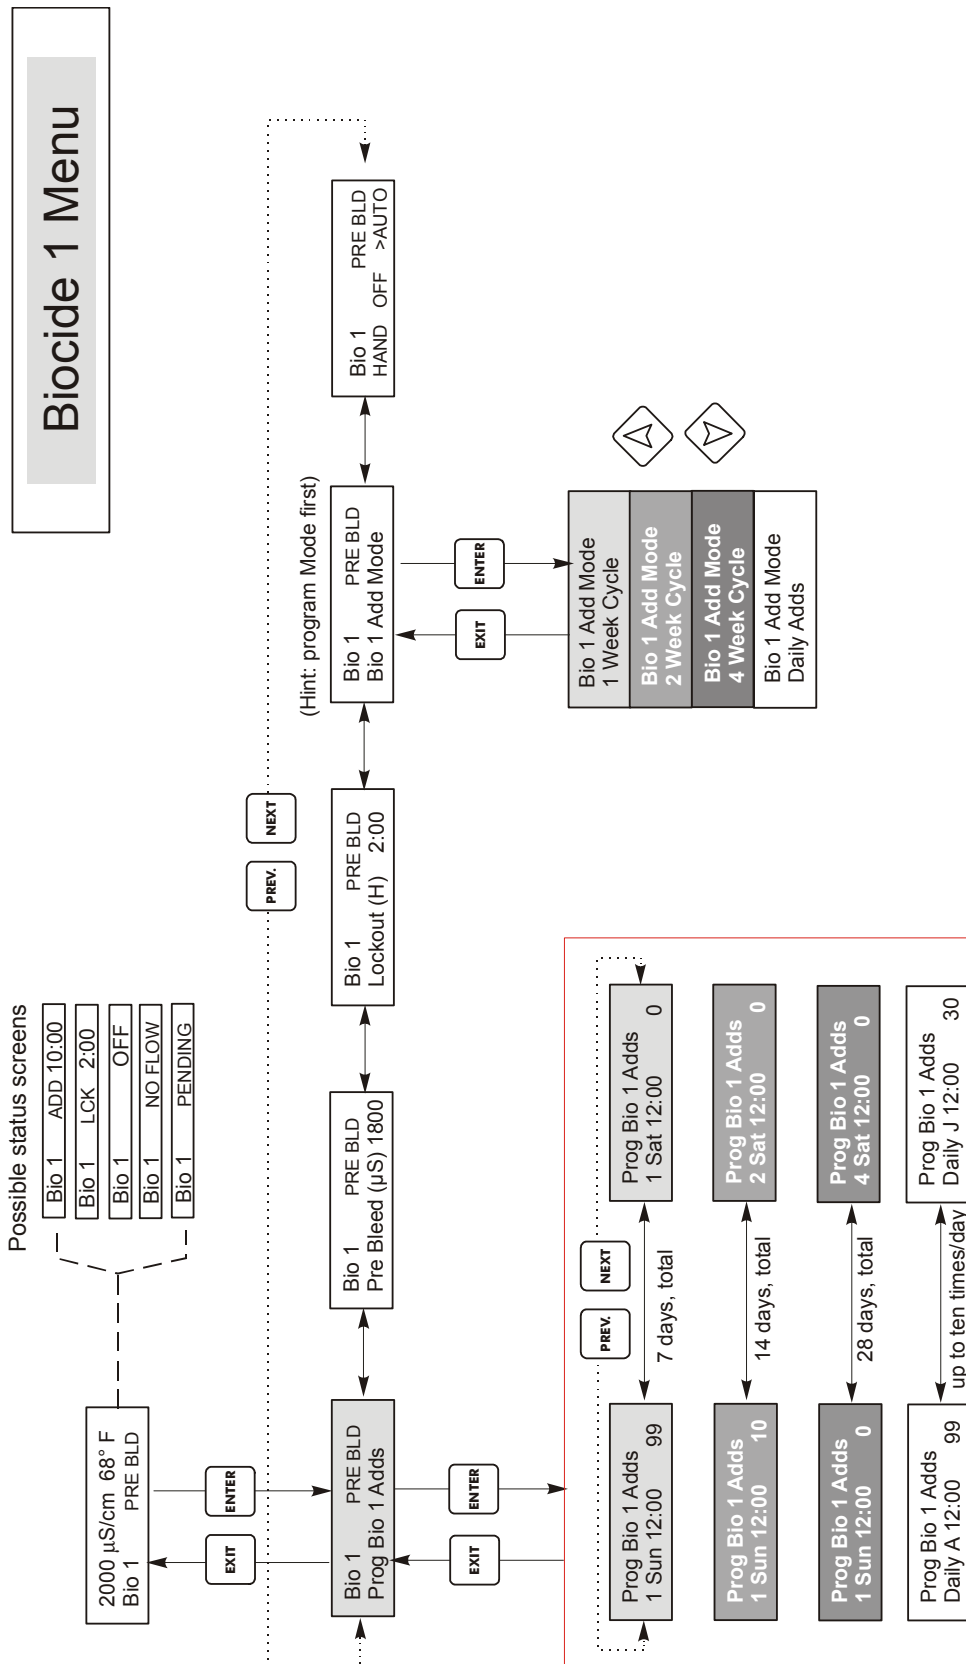 Biocide 1 Menu
Possible status screens
2000 µS/cm 68° F
Bio 1 PRE BLD
Bio 1 ADD 10:00
Bio 1 LCK 2:00
Bio 1 OFF
Bio 1 NO FLOW
Bio 1 PENDING
EXIT
ENTER
PREV.
NEXT
(Hint: program Mode first)
Bio 1 PRE BLD
Prog Bio 1 Adds
Bio 1 PRE BLD
Pre Bleed (µS) 1800
Bio 1 PRE BLD
Lockout (H) 2:00
Bio 1 PRE BLD
Bio 1 Add Mode
Bio 1 PRE BLD
HAND OFF >AUTO
EXIT
ENTER
EXIT
ENTER
Bio 1 Add Mode
1 Week Cycle
Bio 1 Add Mode
2 Week Cycle
Bio 1 Add Mode
4 Week Cycle
Bio 1 Add Mode
Daily Adds
PREV.
NEXT
Prog Bio 1 Adds
1 Sun 12:00 99
7 days, total
Prog Bio 1 Adds
1 Sat 12:00 0
Prog Bio 1 Adds
1 Sun 12:00 10
14 days, total
Prog Bio 1 Adds
2 Sat 12:00 0
Prog Bio 1 Adds
1 Sun 12:00 0
28 days, total
Prog Bio 1 Adds
4 Sat 12:00 0
Prog Bio 1 Adds
Daily A 12:00 99
up to ten times/day
Prog Bio 1 Adds
Daily J 12:00 30